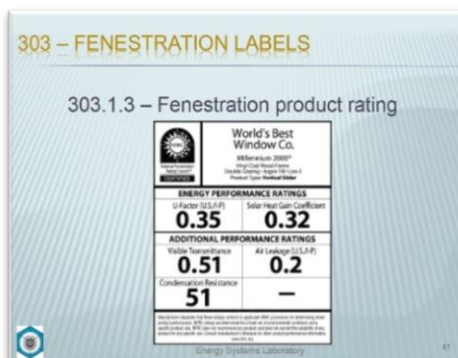 303 – FENESTRATION LABELS
303.1.3 – Fenestration product rating
World's Best
Window Co.
Millennium 2000+
Vinyl-Clad Wood Frame
Double Glazing • Argon Fill • Low E
Product Type: Vertical Slider
CERTIFIED
ENERGY PERFORMANCE RATINGS
U-Factor (U.S./I-P)
Solar Heat Gain Coefficient
0.35
0.32
ADDITIONAL PERFORMANCE RATINGS
Visible Transmittance
Air Leakage (U.S./I-P)
0.51
0.2
Condensation Resistance
51
—
Energy Systems Laboratory
41